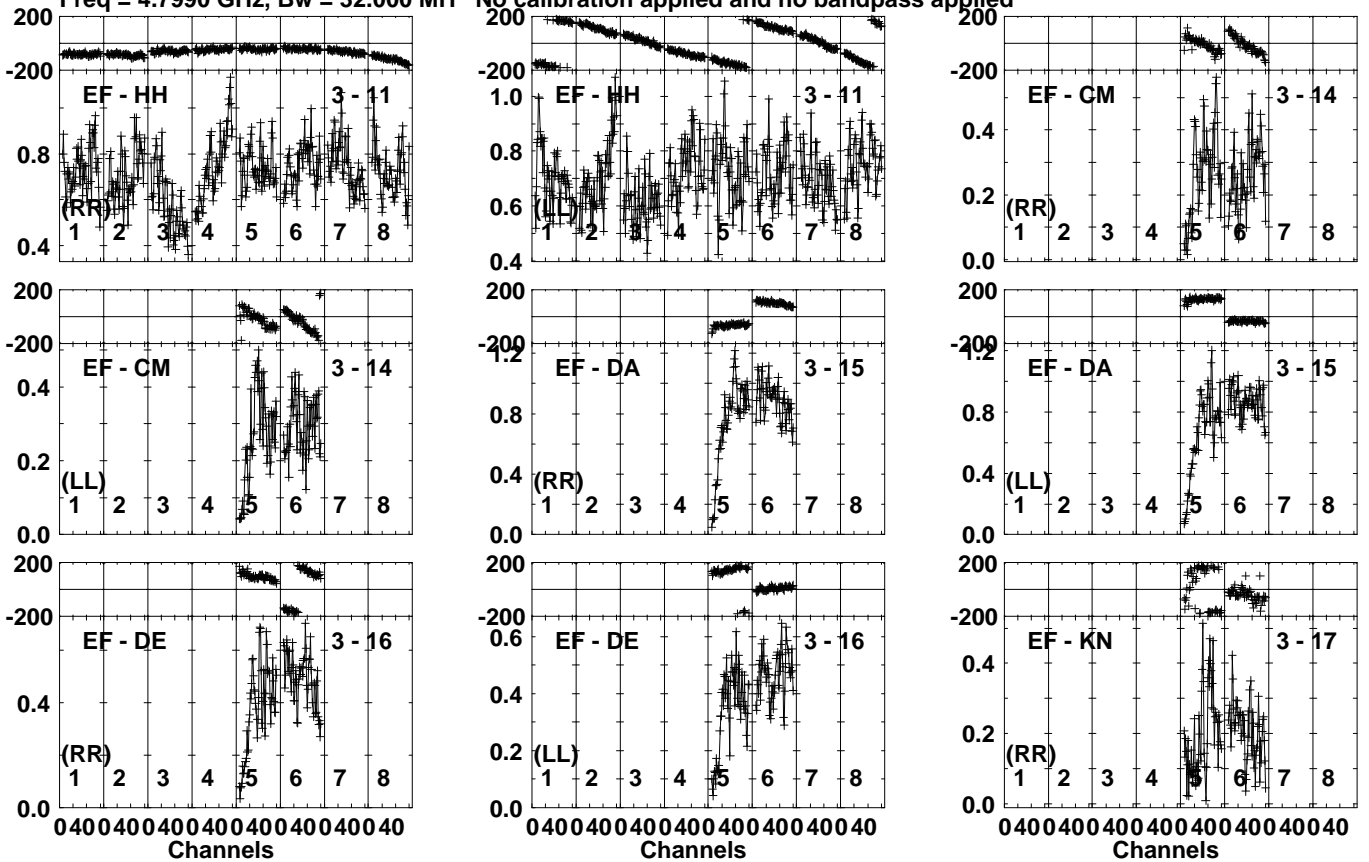 Freq = 4.7990 GHz, Bw = 32.000 MH No calibration applied and no bandpass applied
200 200 200
-200 -200 -200
EF - HH 3 - 11 1.0 EF - HH 3 - 11 EF - CM 3 - 14
0.8 0.8 0.4
0.6 0.2
(RR) (LL) (RR)
1 2 3 4 5 6 7 8 1 2 3 4 5 6 7 8 1 2 3 4 5 6 7 8
0.4 0.4 0.0
200 200 200
-200 -200 -200
1.2 1.2
EF - CM 3 - 14 EF - DA 3 - 15 EF - DA 3 - 15
0.4 0.8 0.8
0.2 0.4 0.4
(LL) (RR) (LL)
1 2 3 4 5 6 7 8 1 2 3 4 5 6 7 8 1 2 3 4 5 6 7 8
0.0 0.0 0.0
200 200 200
-200 -200 -200
EF - DE 3 - 16 0.6 EF - DE 3 - 16 EF - KN 3 - 17
0.4 0.4 0.4
0.2 0.2
(RR) (LL) (RR)
1 2 3 4 5 6 7 8 1 2 3 4 5 6 7 8 1 2 3 4 5 6 7 8
0.0 0.0 0.0
0 40 0 40 0 40 0 40 0 40 0 40 0 40 0 40 0 40 0 40 0 40 0 40 0 40 0 40 0 40 0 40 0 40 0 40 0 40 0 40 0 40 0 40 0 40 0 40
Channels Channels Channels